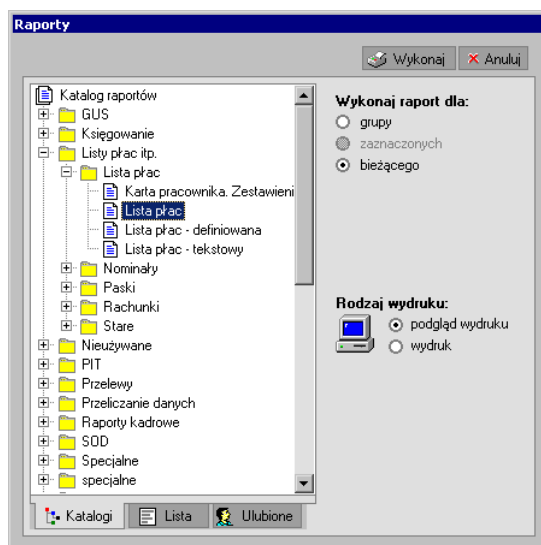 Raporty
Wykonaj
Anuluj
Katalog raportów
GUS
Księgowanie
Listy płac itp.
Lista płac
Karta pracownika. Zestawieni
Lista płac
Lista płac - definiowana
Lista płac - tekstowy
Nominały
Paski
Rachunki
Stare
Nieużywane
PIT
Przelewy
Przeliczanie danych
Raporty kadrowe
SOD
Specjalne
specjalne
Katalogi
Lista
Ulubione
Wykonaj raport dla:
grupy
zaznaczonych
bieżącego
Rodzaj wydruku:
podgląd wydruku
wydruk